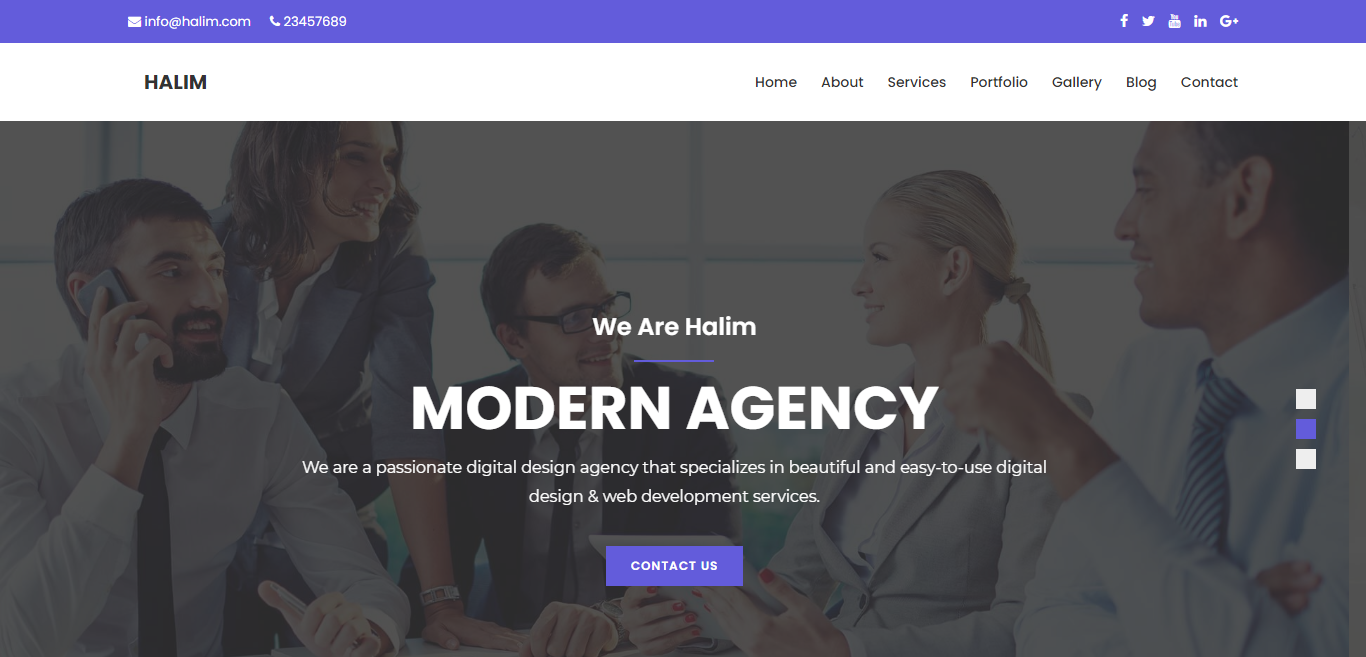 info@halim.com 23457689
HALIM
Home About Services Portfolio Gallery Blog Contact
We Are Halim
MODERN AGENCY
We are a passionate digital design agency that specializes in beautiful and easy-to-use digital
design & web development services.
CONTACT US